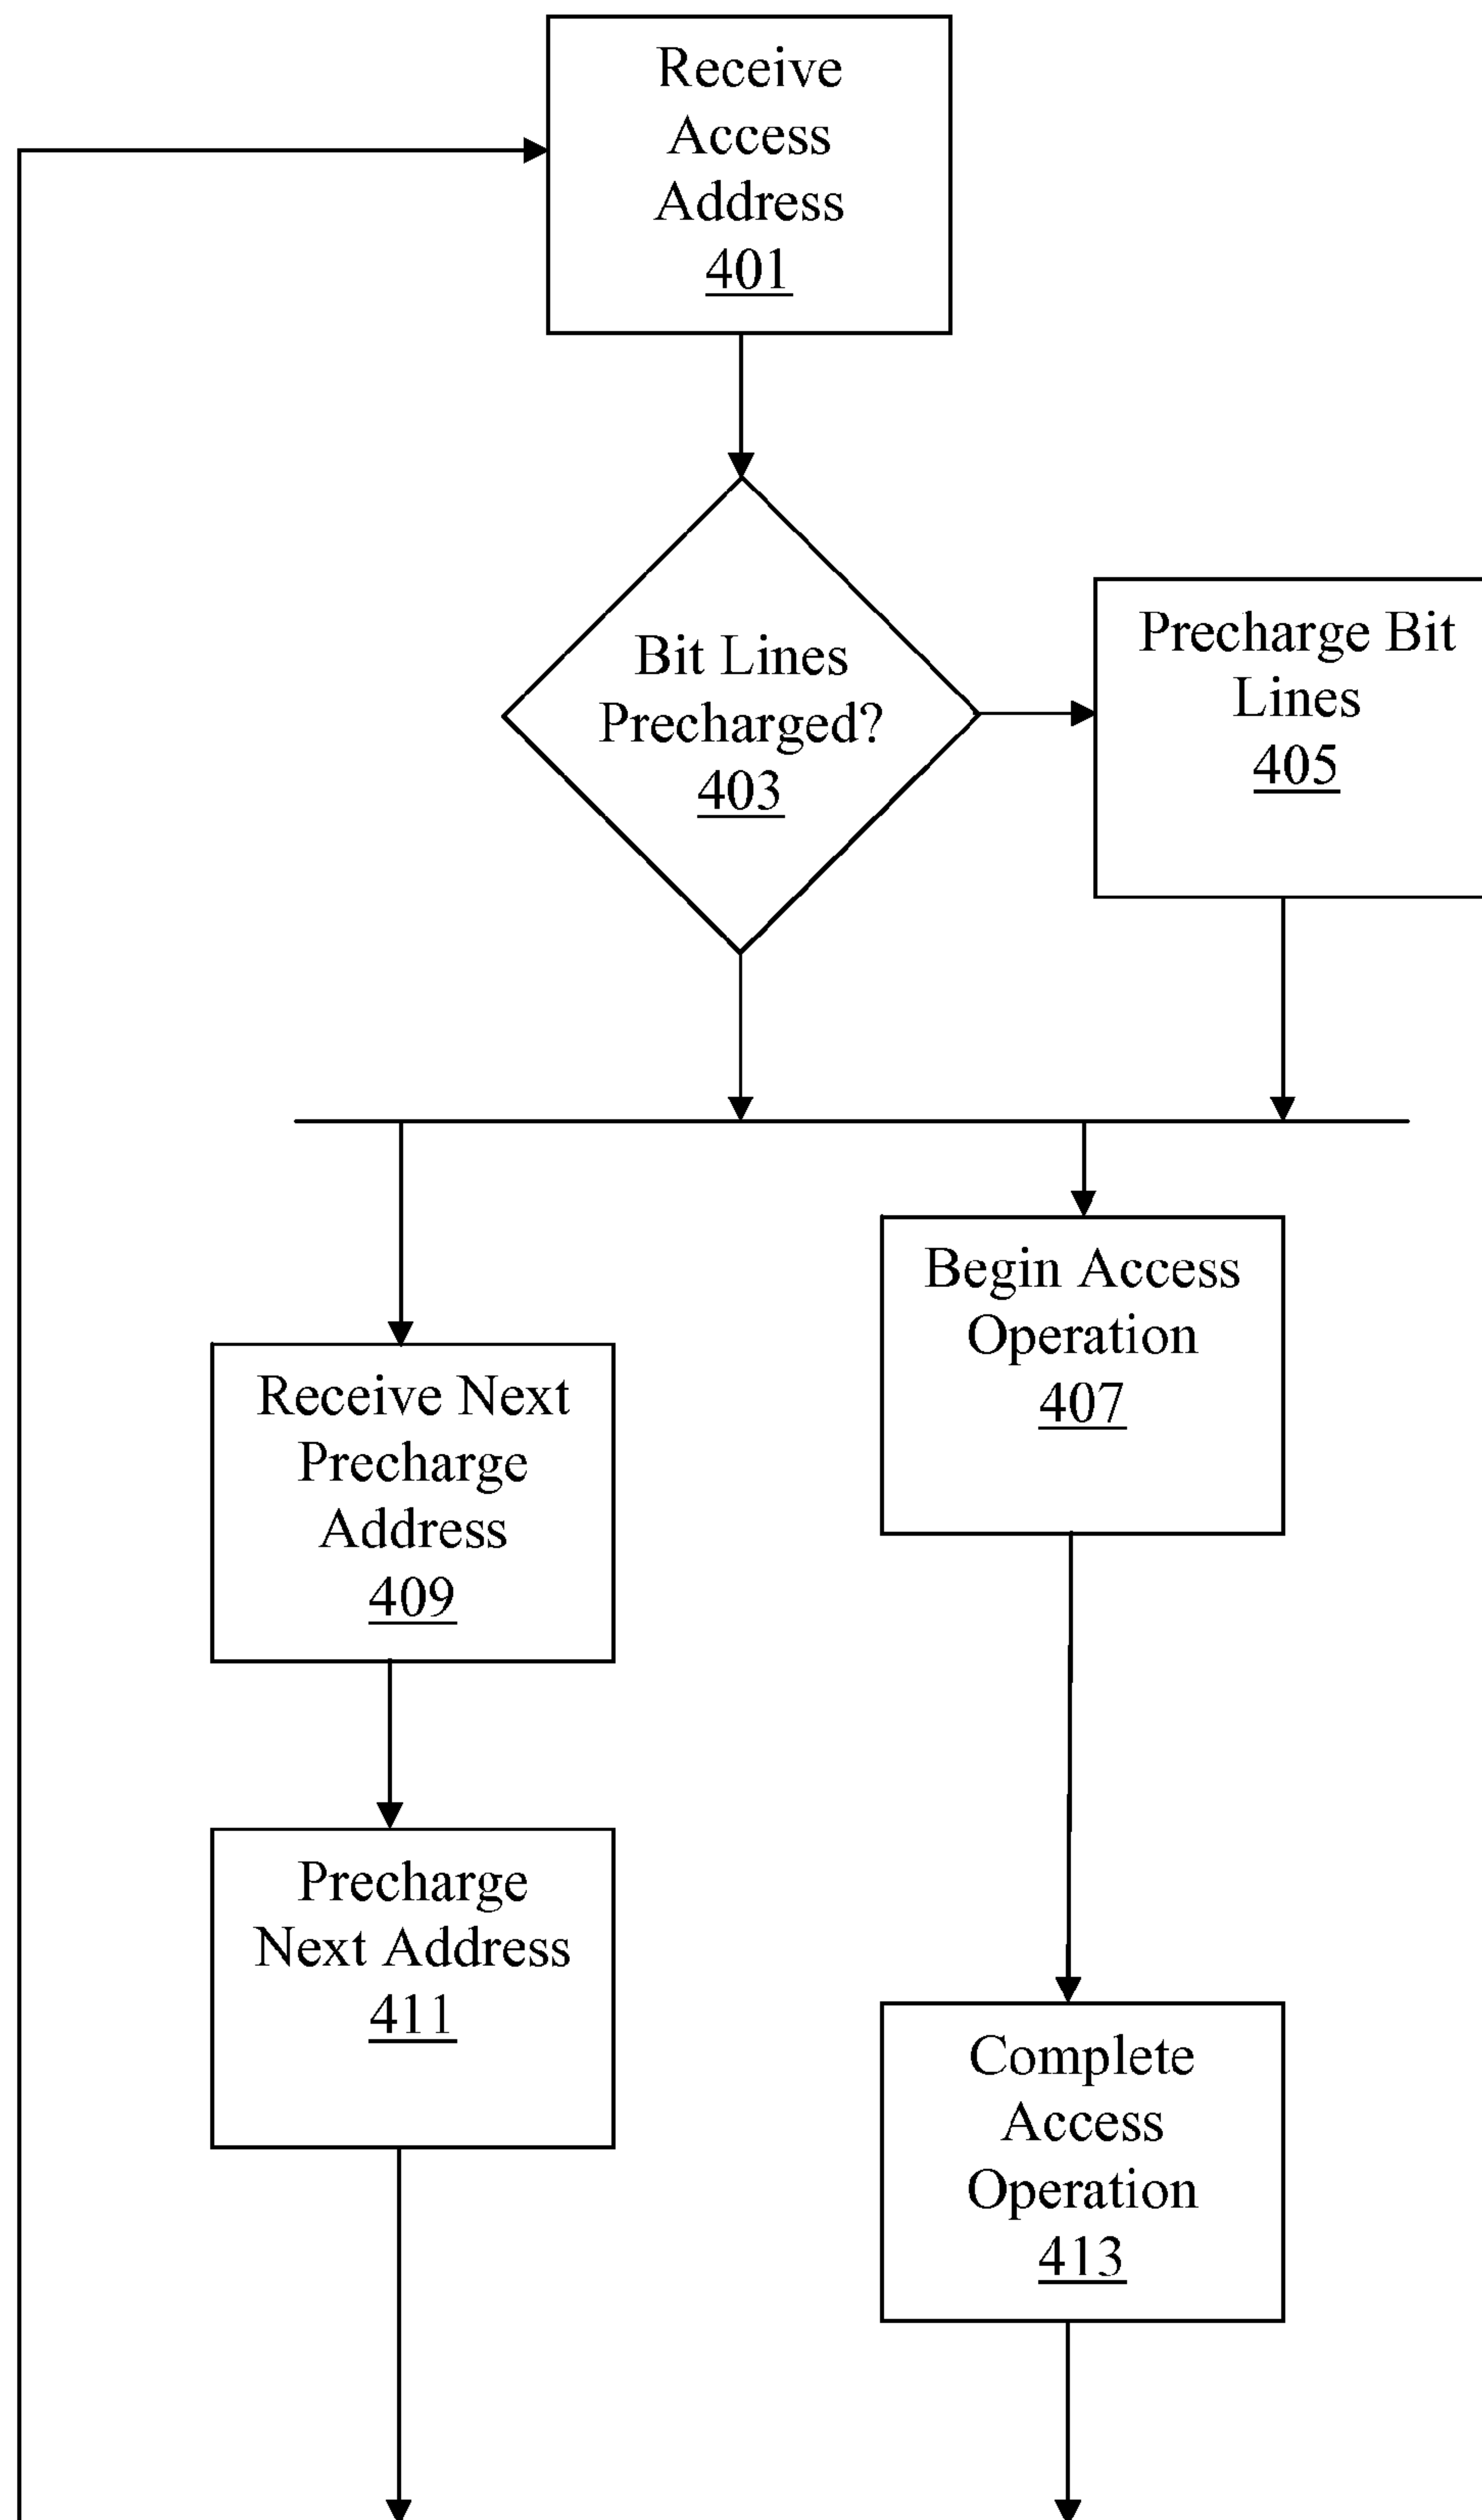 Receive
Access
Address
401
Bit Lines
Precharged?
403
Precharge Bit
Lines
405
Begin Access
Operation
407
Receive Next
Precharge
Address
409
Precharge
Next Address
411
Complete
Access
Operation
413